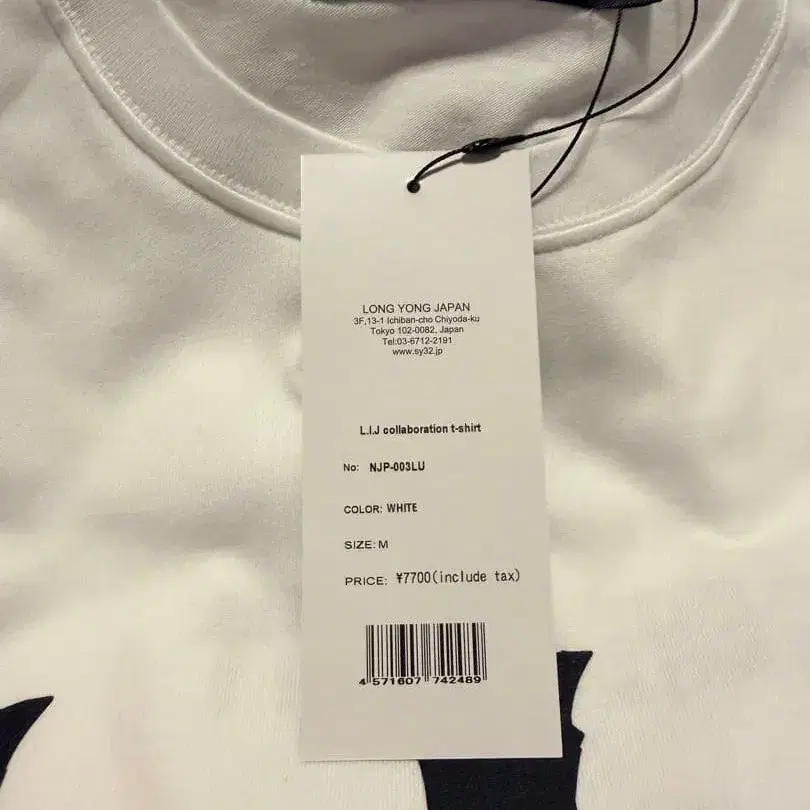 LONG YONG JAPAN
3F,13-1 Ichiban-cho Chiyoda-ku
Tokyo 102-0082, Japan
Tel:03-6712-2191
www.sy32.jp
L.I.J collaboration t-shirt
No: NJP-003LU
COLOR: WHITE
SIZE: M
PRICE: ¥7700(include tax)
4 571607 742489